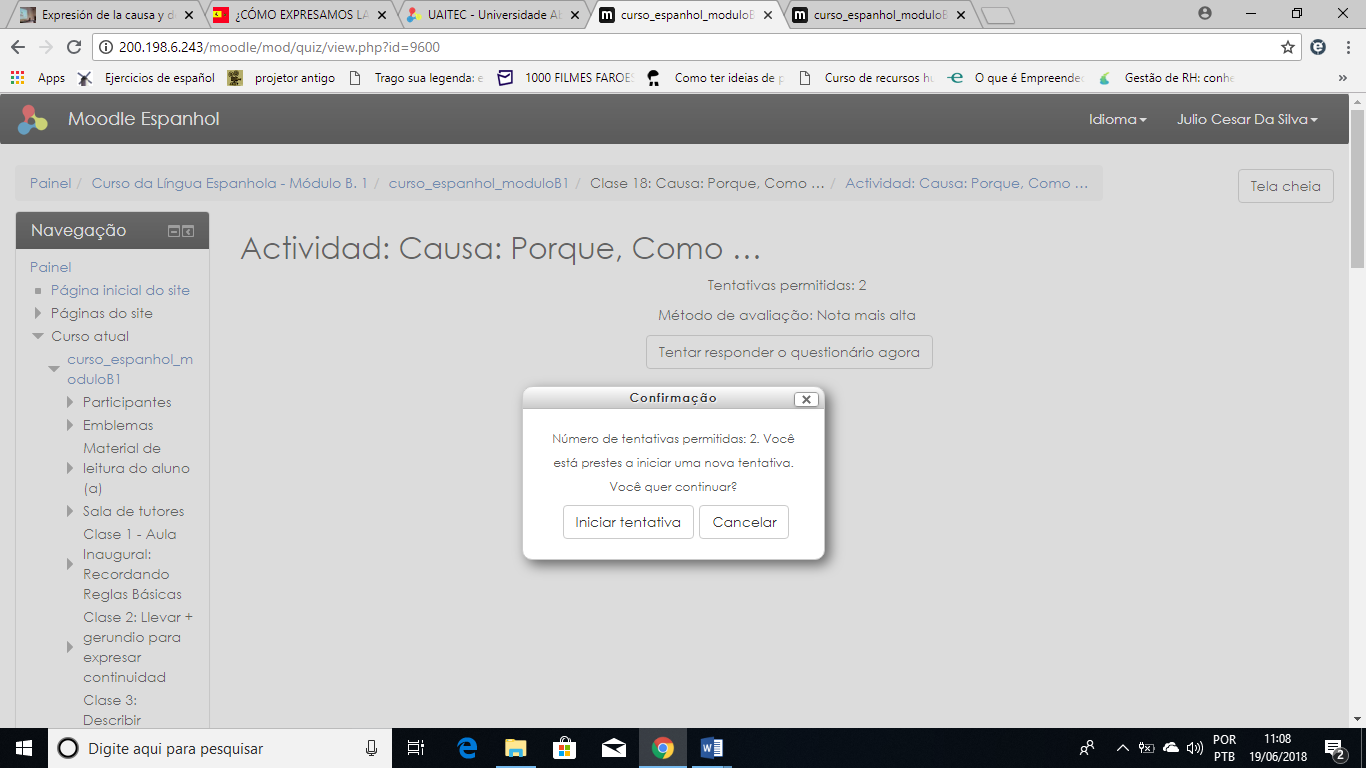 Expresión de la causa y d
¿CÓMO EXPRESAMOS LA
UAITEC - Universidade Ab
curso_espanhol_moduloB
curso_espanhol_moduloB
200.198.6.243/moodle/mod/quiz/view.php?id=9600
Apps
Ejercicios de español
projetor antigo
Trago sua legenda: e
1000 FILMES FAROES
Como ter ideias de p
Curso de recursos hu
O que é Empreende
Gestão de RH: conhe
»
Moodle Espanhol
Idioma
Julio Cesar Da Silva
Painel / Curso da Língua Espanhola - Módulo B. 1 / curso_espanhol_moduloB1 / Clase 18: Causa: Porque, Como ... / Actividad: Causa: Porque, Como ...
Tela cheia
Navegação
Painel
Página inicial do site
Páginas do site
Curso atual
curso_espanhol_m
oduloB1
Participantes
Emblemas
Material de
leitura do aluno
(a)
Sala de tutores
Clase 1 - Aula
Inaugural:
Recordando
Reglas Básicas
Clase 2: Llevar +
gerundio para
expresar
continuidad
Clase 3:
Describir
Actividad: Causa: Porque, Como ...
Tentativas permitidas: 2
Método de avaliação: Nota mais alta
Tentar responder o questionário agora
Confirmação
Número de tentativas permitidas: 2. Você
está prestes a iniciar uma nova tentativa.
Você quer continuar?
Iniciar tentativa
Cancelar
Digite aqui para pesquisar
POR
PTB
11:08
19/06/2018
2